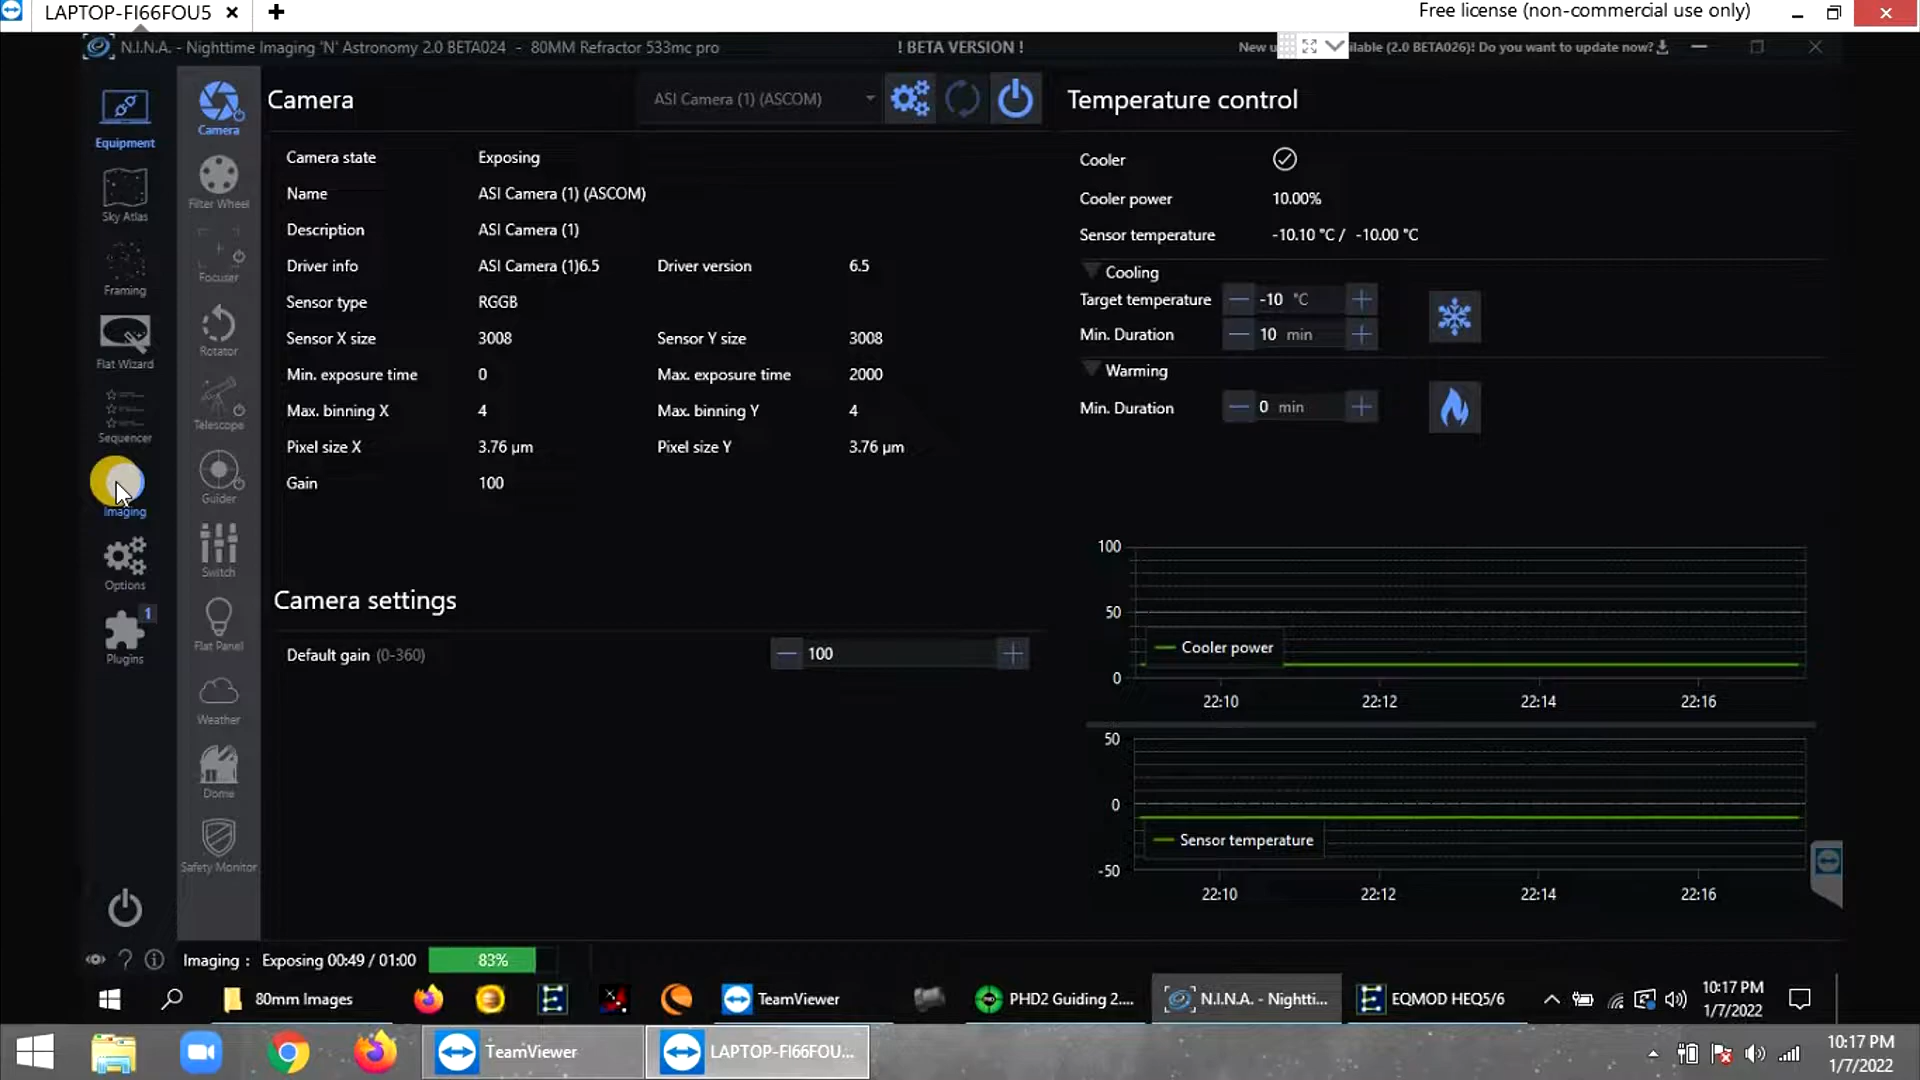 LAPTOP-FI66FOU5
Free license (non-commercial use only)
N.I.N.A. - Nighttime Imaging 'N' Astronomy 2.0 BETA024 - 80MM Refractor 533mc pro
! BETA VERSION !
New u
ilable (2.0 BETA026)! Do you want to update now?
Equipment
Sky Atlas
Framing
Flat Wizard
Sequencer
Imaging
Options
1
Plugins
Camera
Filter Wheel
Focuser
Rotator
Telescope
Guider
Switch
Flat Panel
Weather
Dome
Safety Monitor
Camera
ASI Camera (1) (ASCOM)
Camera state Exposing
Name ASI Camera (1) (ASCOM)
Description ASI Camera (1)
Driver info ASI Camera (1)6.5 Driver version 6.5
Sensor type RGGB
Sensor X size 3008 Sensor Y size 3008
Min. exposure time 0 Max. exposure time 2000
Max. binning X 4 Max. binning Y 4
Pixel size X 3.76 µm Pixel size Y 3.76 µm
Gain 100
Camera settings
Default gain (0-360) 100
Temperature control
Cooler
Cooler power 10.00%
Sensor temperature -10.10 °C / -10.00 °C
Cooling
Target temperature -10 °C
Min. Duration 10 min
Warming
Min. Duration 0 min
100
50
0
Cooler power
22:10 22:12 22:14 22:16
50
0
-50
Sensor temperature
22:10 22:12 22:14 22:16
Imaging : Exposing 00:49 / 01:00 83%
80mm Images
TeamViewer
PHD2 Guiding 2....
N.I.N.A. - Nightti...
EQMOD HEQ5/6
10:17 PM
1/7/2022
TeamViewer
LAPTOP-FI66FOU...
10:17 PM
1/7/2022